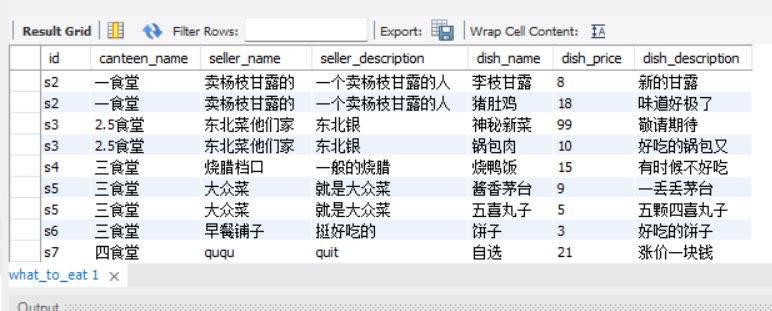 Result Grid Filter Rows: Export: Wrap Cell Content: IA
id canteen_name seller_name seller_description dish_name dish_price dish_description
s2 一食堂 卖杨枝甘露的 一个卖杨枝甘露的人 李枝甘露 8 新的甘露
s2 一食堂 卖杨枝甘露的 一个卖杨枝甘露的人 猪肚鸡 18 味道好极了
s3 2.5食堂 东北菜他们家 东北银 神秘新菜 99 敬请期待
s3 2.5食堂 东北菜他们家 东北银 锅包肉 10 好吃的锅包又
s4 三食堂 烧腊档口 一般的烧腊 烧鸭饭 15 有时候不好吃
s5 三食堂 大众菜 就是大众菜 酱香茅台 9 一丢丢茅台
s5 三食堂 大众菜 就是大众菜 五喜丸子 5 五颗四喜丸子
s6 三食堂 早餐铺子 挺好吃的 饼子 3 好吃的饼子
s7 四食堂 ququ quit 自选 21 涨价一块钱
what_to_eat 1 ×
Output